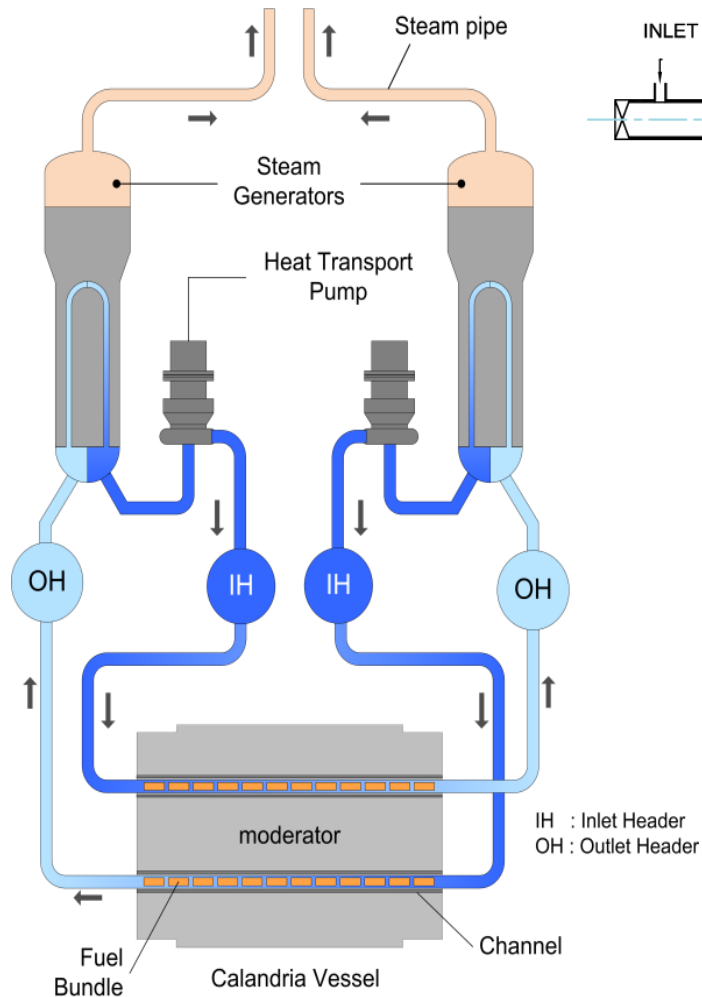 Steam pipe
INLET
Steam
Generators
Heat Transport
Pump
OH
IH
IH
OH
moderator
IH : Inlet Header
OH : Outlet Header
Fuel
Bundle
Channel
Calandria Vessel